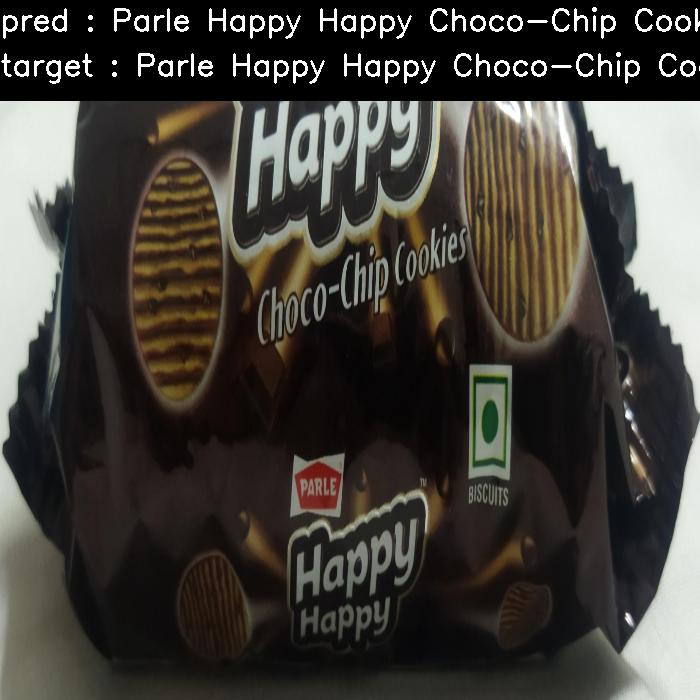 pred : Parle Happy Happy Choco-Chip Cook
target : Parle Happy Happy Choco-Chip Co
Happy
Choco-Chip Cookies
BISCUITS
PARLE
Happy™
Happy